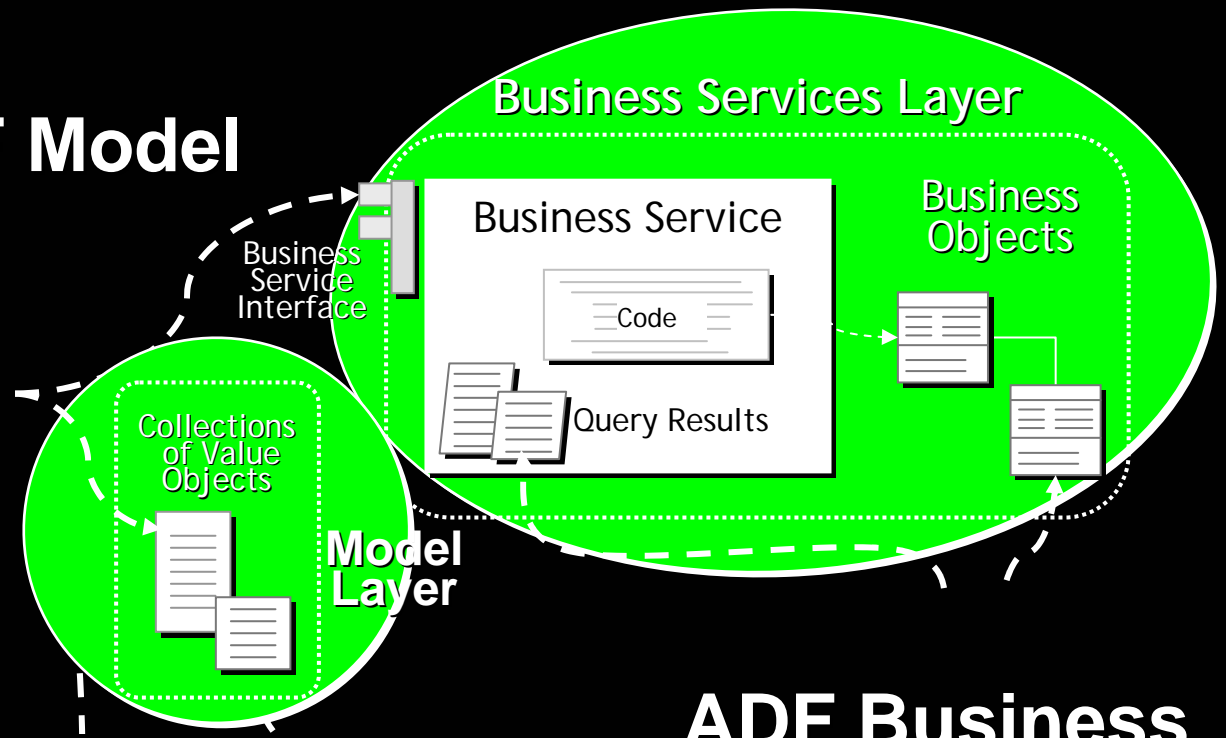 Business Services Layer
Model
Business
Objects
Business Service
Business
Service
Interface
Code
Query Results
Collections
of Value
Objects
Model
Layer
ADF Business